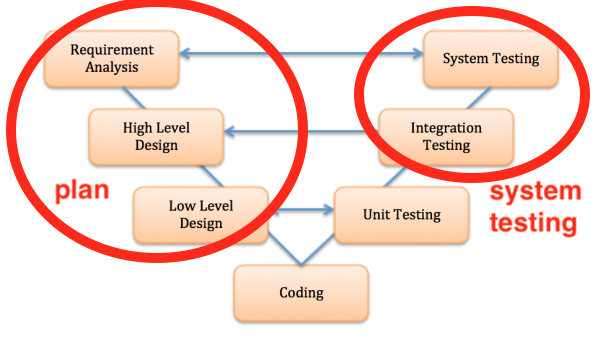 Requirement
Analysis
System Testing
High Level
Design
Integration
Testing
plan
Low Level
Design
Unit Testing
system
testing
Coding